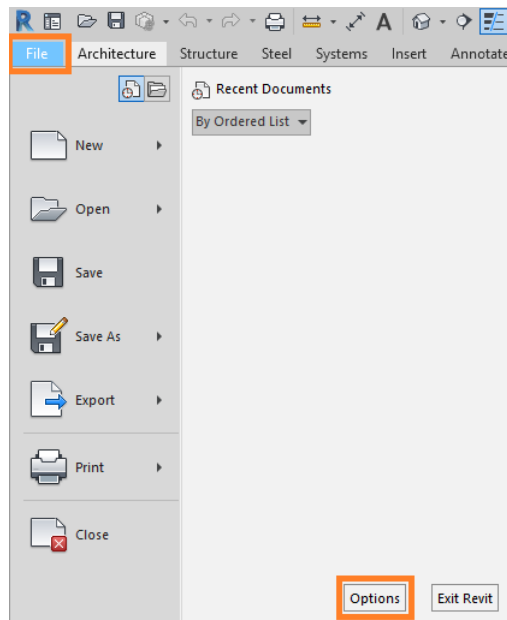 R A
File Architecture Structure Steel Systems Insert Annotate
Recent Documents
By Ordered List
New
Open
Save
Save As
Export
Print
Close
Options Exit Revit